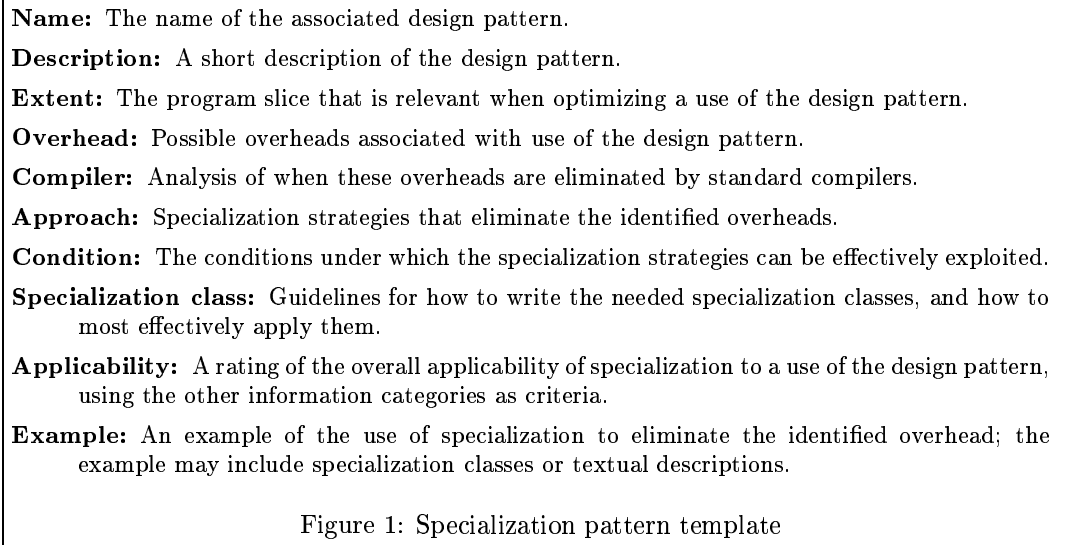 Name: The name of the associated design pattern.
Description: A short description of the design pattern.
Extent: The program slice that is relevant when optimizing a use of the design pattern.
Overhead: Possible overheads associated with use of the design pattern.
Compiler: Analysis of when these overheads are eliminated by standard compilers.
Approach: Specialization strategies that eliminate the identified overheads.
Condition: The conditions under which the specialization strategies can be effectively exploited.
Specialization class: Guidelines for how to write the needed specialization classes, and how to
most effectively apply them.
Applicability: A rating of the overall applicability of specialization to a use of the design pattern,
using the other information categories as criteria.
Example: An example of the use of specialization to eliminate the identified overhead; the
example may include specialization classes or textual descriptions.
Figure 1: Specialization pattern template